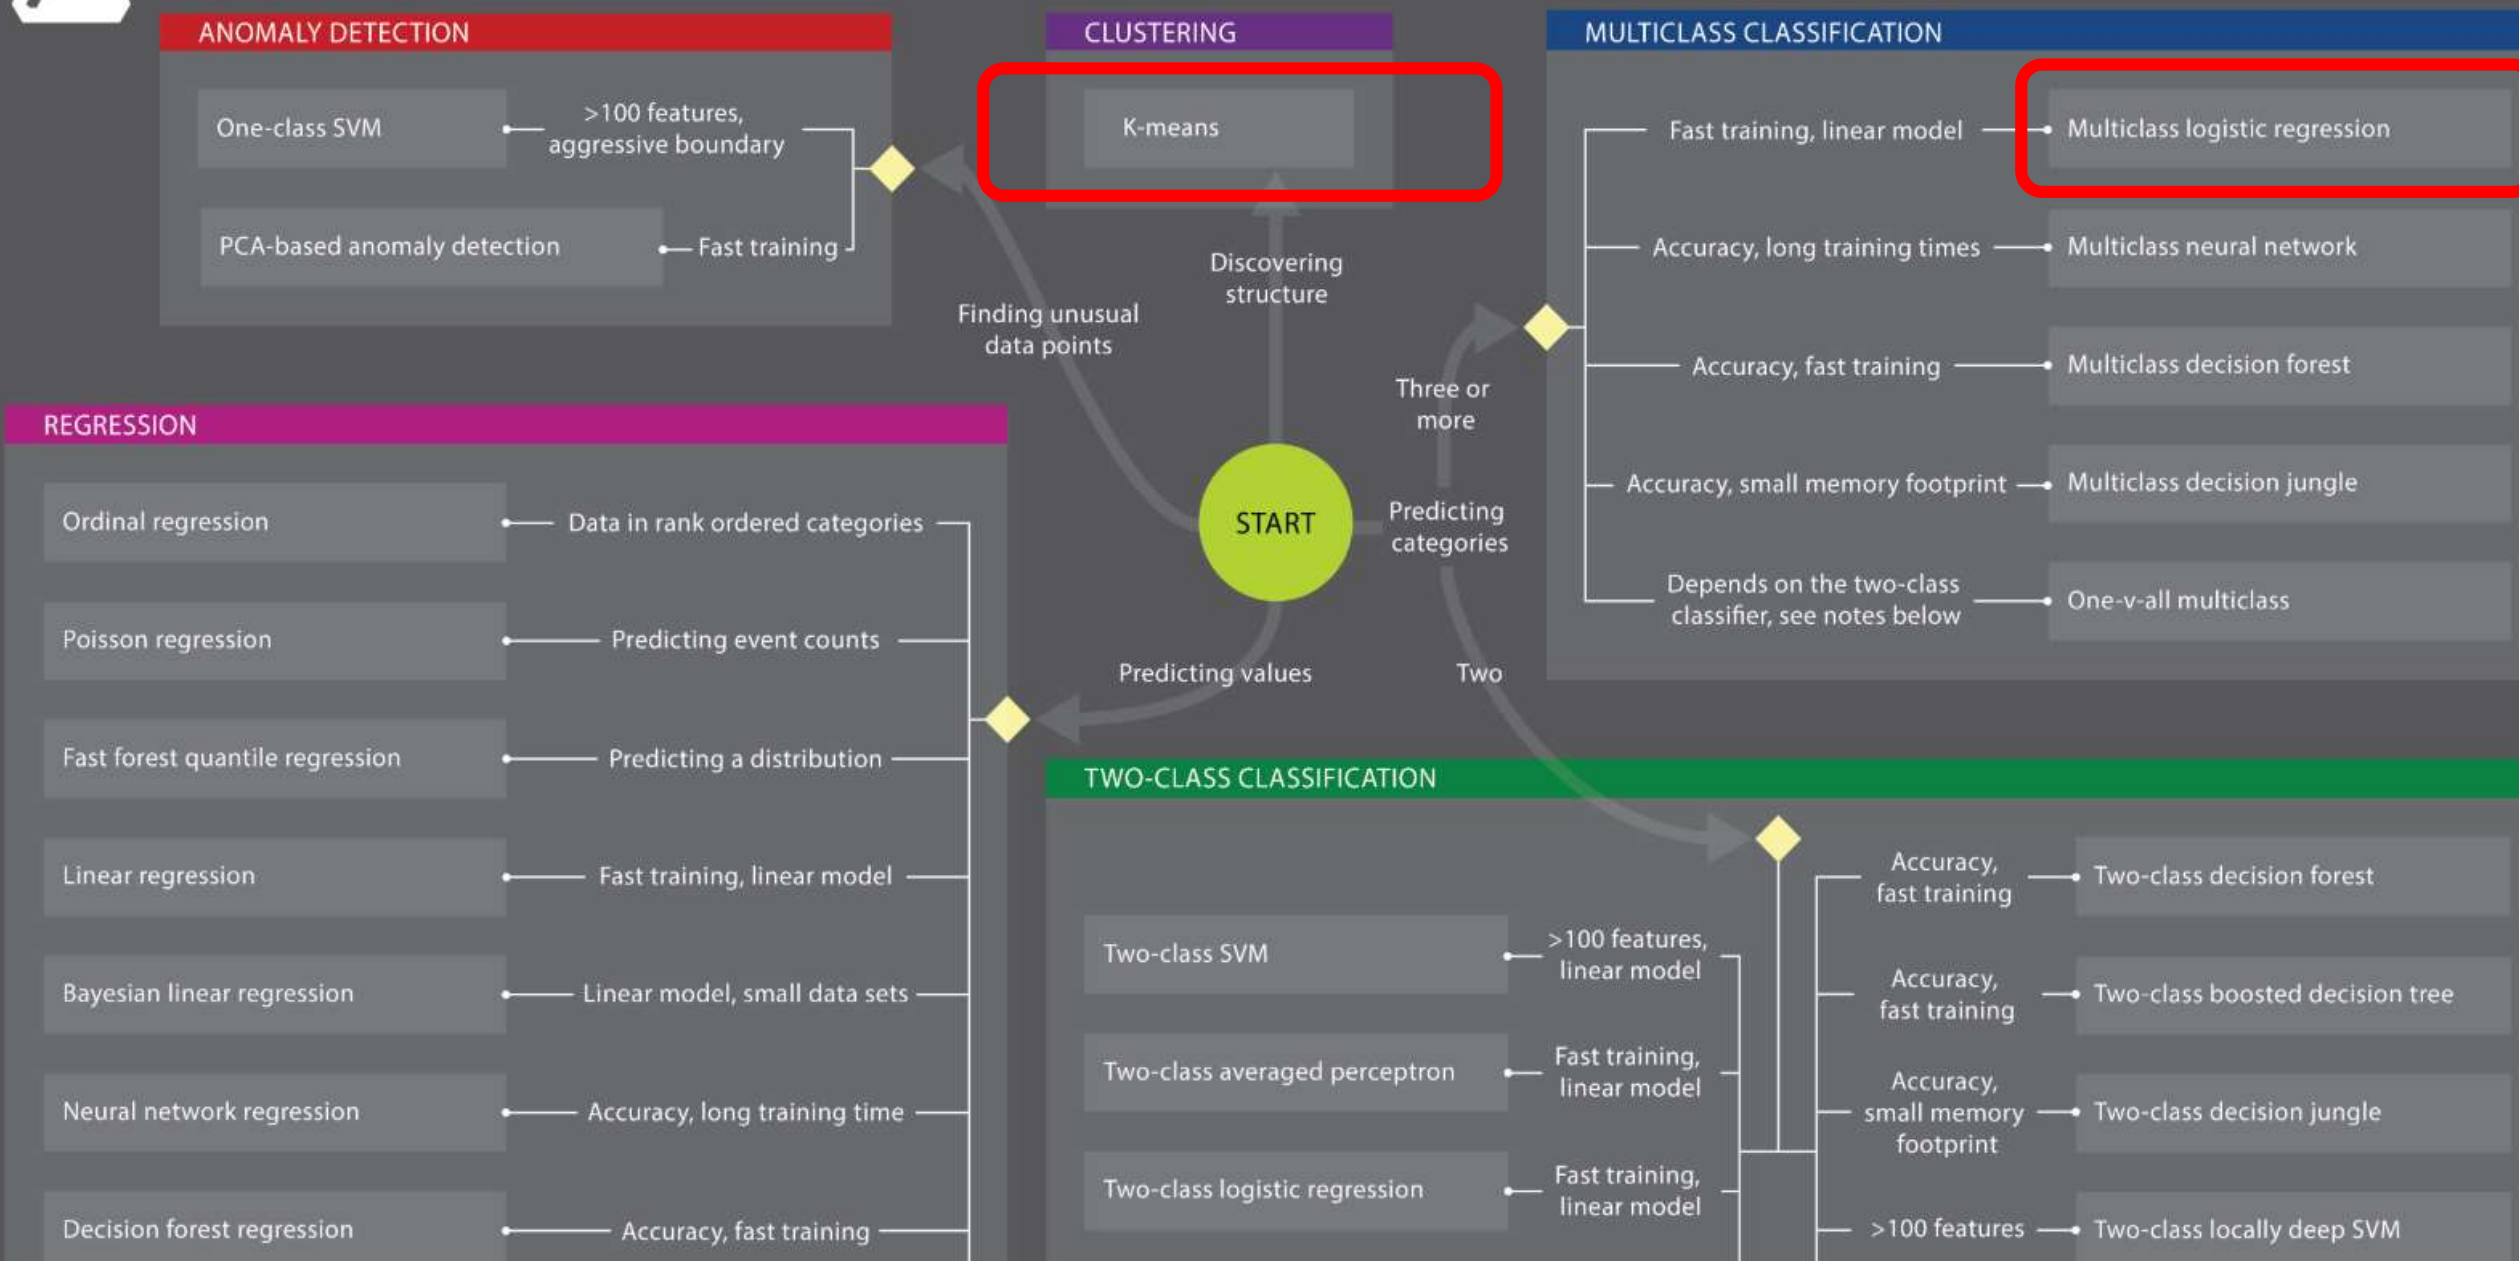 ANOMALY DETECTION
One-class SVM
>100 features,
aggressive boundary
PCA-based anomaly detection
Fast training
CLUSTERING
K-means
MULTICLASS CLASSIFICATION
Fast training, linear model
Multiclass logistic regression
Accuracy, long training times
Multiclass neural network
Accuracy, fast training
Multiclass decision forest
Accuracy, small memory footprint
Multiclass decision jungle
Depends on the two-class
classifier, see notes below
One-v-all multiclass
Finding unusual
data points
Discovering
structure
Three or
more
START
Predicting
categories
Predicting values
Two
REGRESSION
Ordinal regression
Data in rank ordered categories
Poisson regression
Predicting event counts
Fast forest quantile regression
Predicting a distribution
Linear regression
Fast training, linear model
Bayesian linear regression
Linear model, small data sets
Neural network regression
Accuracy, long training time
Decision forest regression
Accuracy, fast training
TWO-CLASS CLASSIFICATION
Two-class SVM
>100 features,
linear model
Two-class averaged perceptron
Fast training,
linear model
Two-class logistic regression
Fast training,
linear model
Accuracy,
fast training
Two-class decision forest
Accuracy,
fast training
Two-class boosted decision tree
Accuracy,
small memory
footprint
Two-class decision jungle
>100 features
Two-class locally deep SVM